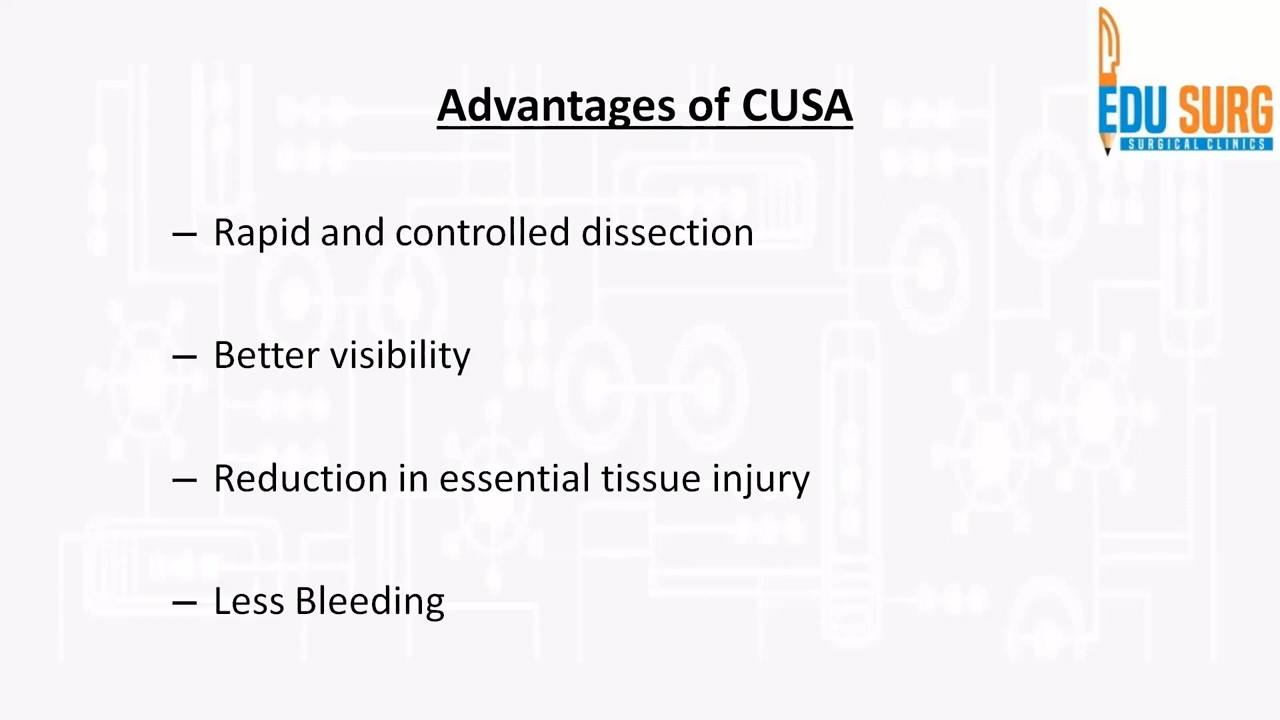 Advantages of CUSA
EDU SURG
SURGICAL CLINICS
– Rapid and controlled dissection
– Better visibility
– Reduction in essential tissue injury
– Less Bleeding